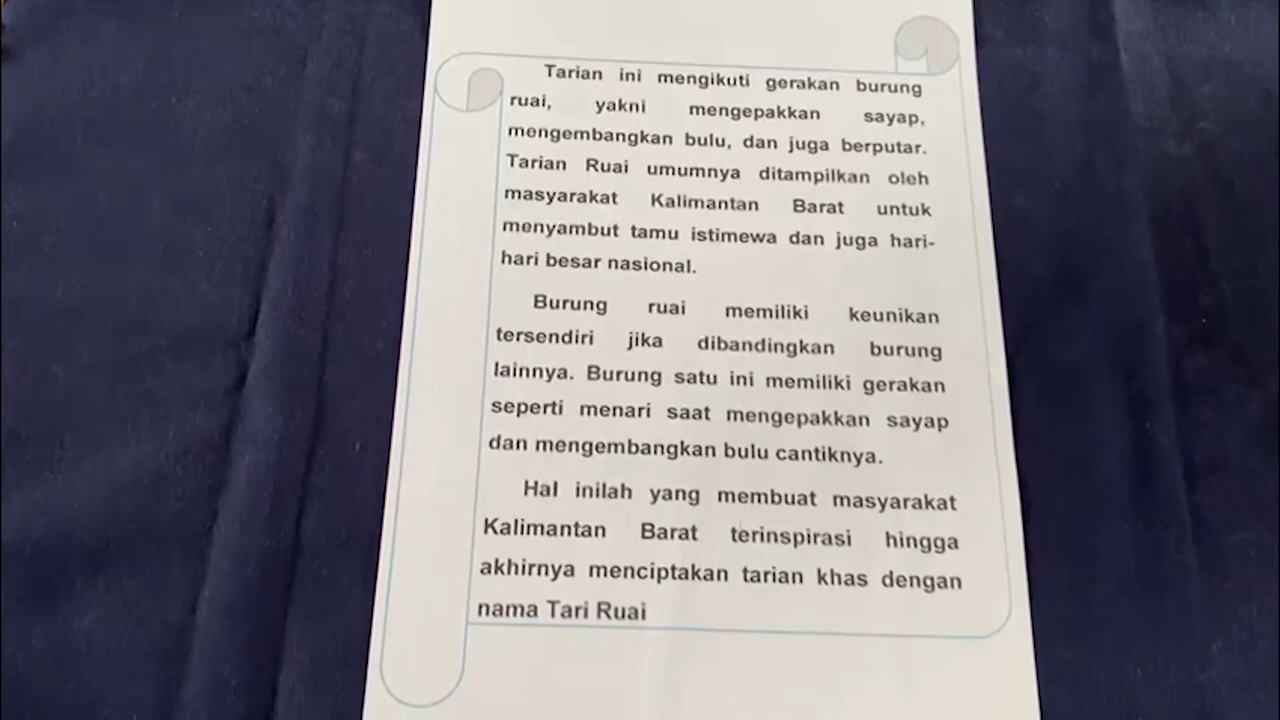 Tarian ini mengikuti gerakan burung
ruai, yakni mengepakkan sayap,
mengembangkan bulu, dan juga berputar.
Tarian Ruai umumnya ditampilkan oleh
masyarakat Kalimantan Barat untuk
menyambut tamu istimewa dan juga hari-
hari besar nasional.
Burung ruai memiliki keunikan
tersendiri jika dibandingkan burung
lainnya. Burung satu ini memiliki gerakan
seperti menari saat mengepakkan sayap
dan mengembangkan bulu cantiknya.
Hal inilah yang membuat masyarakat
Kalimantan Barat terinspirasi hingga
akhirnya menciptakan tarian khas dengan
nama Tari Ruai